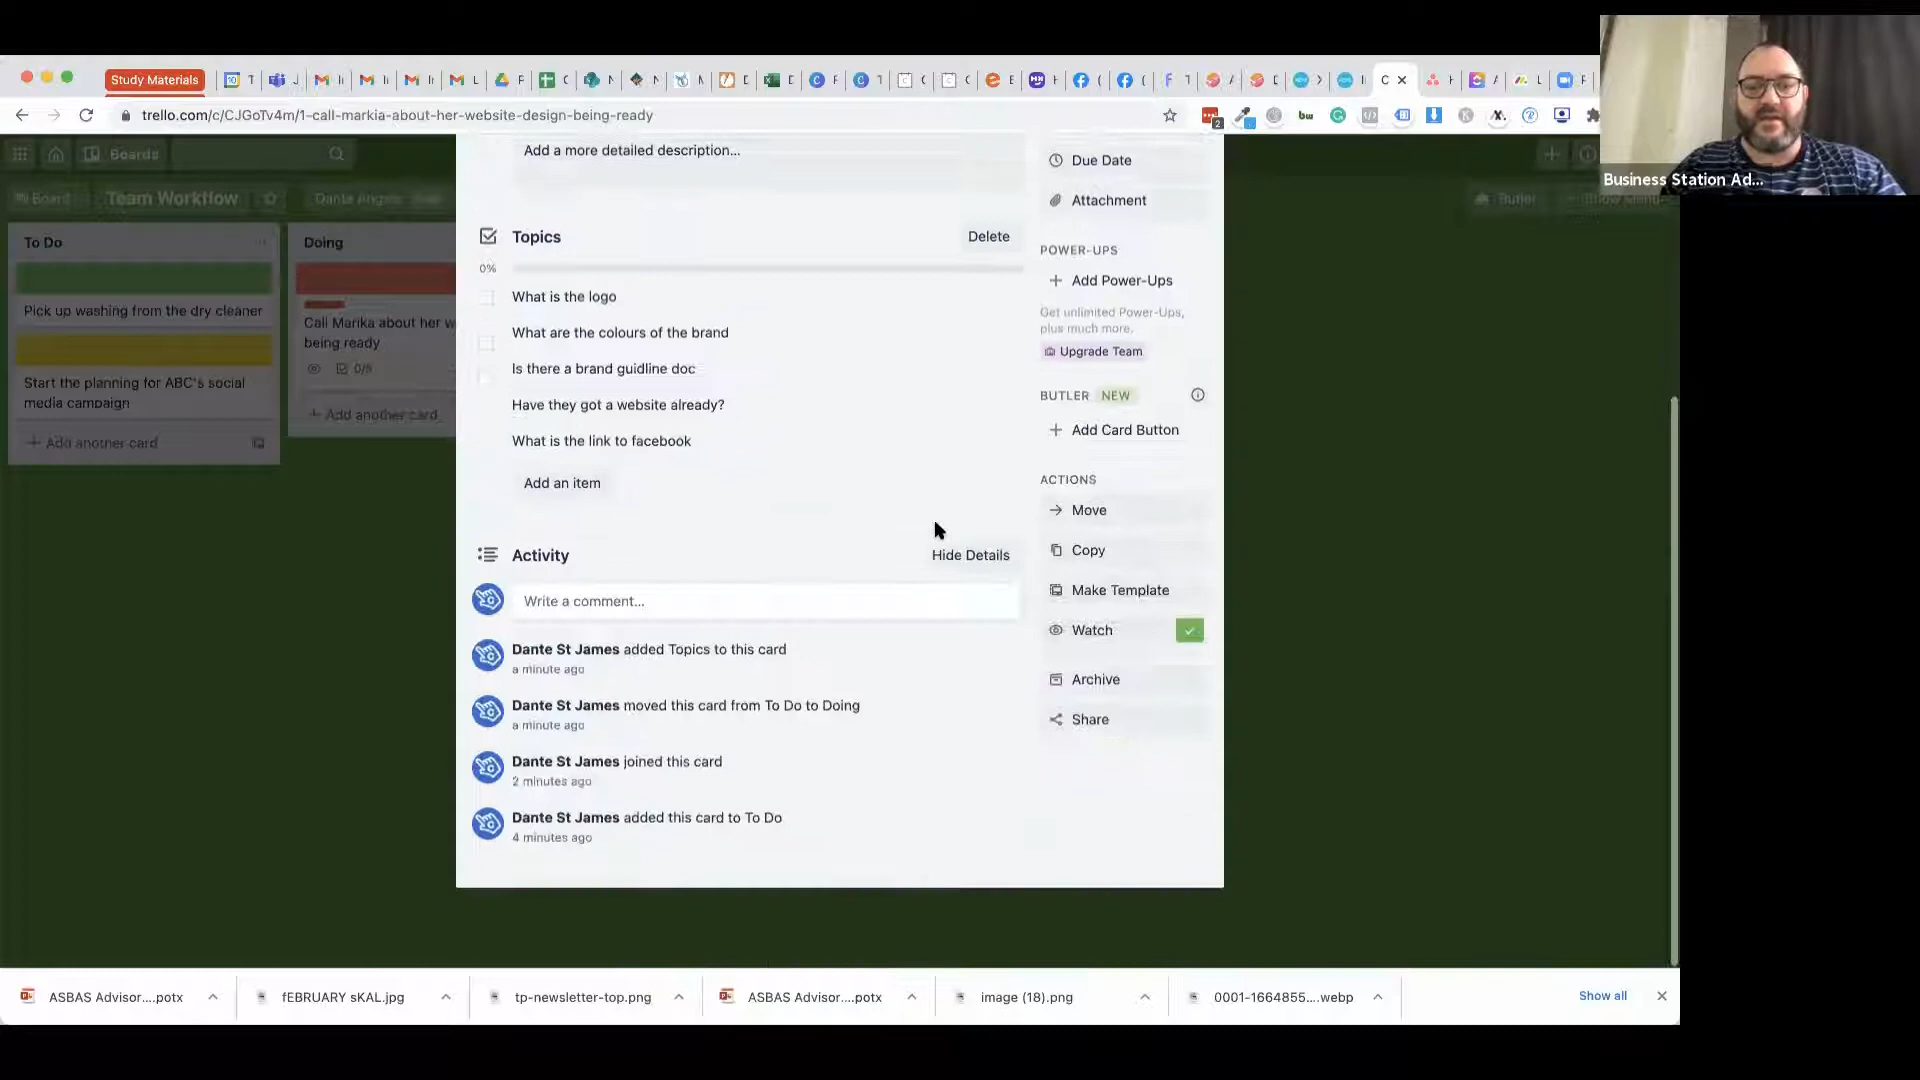 Study Materials
trello.com/c/CJGoTv4m/1-call-markia-about-her-website-design-being-ready
Business Station Ad...
Boards
Board
Team Workflow
Butler
Show Menu
To Do
Pick up washing from the dry cleaner
Start the planning for ABC's social
media campaign
+ Add another card
Doing
Call Marika about her w
being ready
0/5
+ Add another card
Add a more detailed description...
Topics
Delete
0%
What is the logo
What are the colours of the brand
Is there a brand guidline doc
Have they got a website already?
What is the link to facebook
Add an item
Activity
Hide Details
Write a comment...
Dante St James added Topics to this card
a minute ago
Dante St James moved this card from To Do to Doing
a minute ago
Dante St James joined this card
2 minutes ago
Dante St James added this card to To Do
4 minutes ago
Due Date
Attachment
POWER-UPS
+ Add Power-Ups
Get unlimited Power-Ups,
plus much more.
Upgrade Team
BUTLER NEW
+ Add Card Button
ACTIONS
Move
Copy
Make Template
Watch
Archive
Share
ASBAS Advisor....potx
fEBRUARY sKAL.jpg
tp-newsletter-top.png
ASBAS Advisor....potx
image (18).png
0001-1664855....webp
Show all